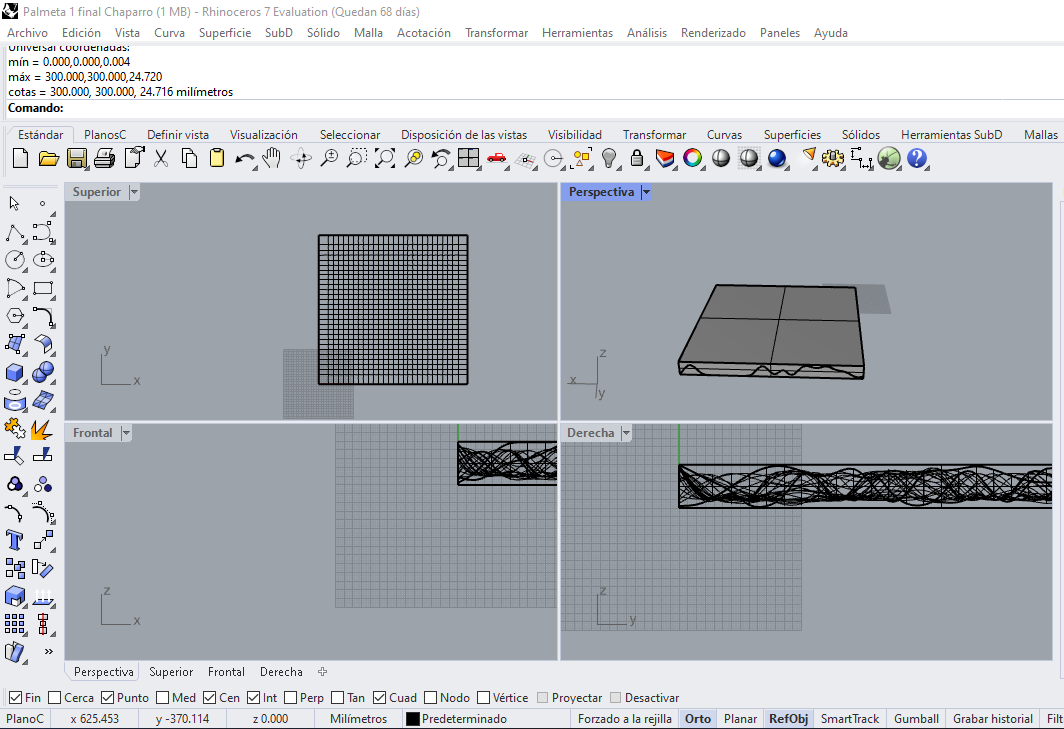 Palmeta 1 final Chaparro (1 MB) - Rhinoceros 7 Evaluation (Quedan 68 días)
Archivo Edición Vista Curva Superficie SubD Sólido Malla Acotación Transformar Herramientas Análisis Renderizado Paneles Ayuda
Universal coordenadas:
mín = 0.000,0.000,0.004
máx = 300.000,300.000,24.720
cotas = 300.000, 300.000, 24.716 milímetros
Comando:
Estándar PlanosC Definir vista Visualización Seleccionar Disposición de las vistas Visibilidad Transformar Curvas Superficies Sólidos Herramientas SubD Mallas
Superior
Perspectiva
y
x
z
x
y
Frontal
Derecha
z
x
z
y
Perspectiva Superior Frontal Derecha
Fin Cerca Punto Med Cen Int Perp Tan Cuad Nodo Vértice Proyectar Desactivar
PlanoC x 625.453 y -370.114 z 0.000 Milímetros Predeterminado Forzado a la rejilla Orto Planar RefObj SmartTrack Gumball Grabar historial Filt